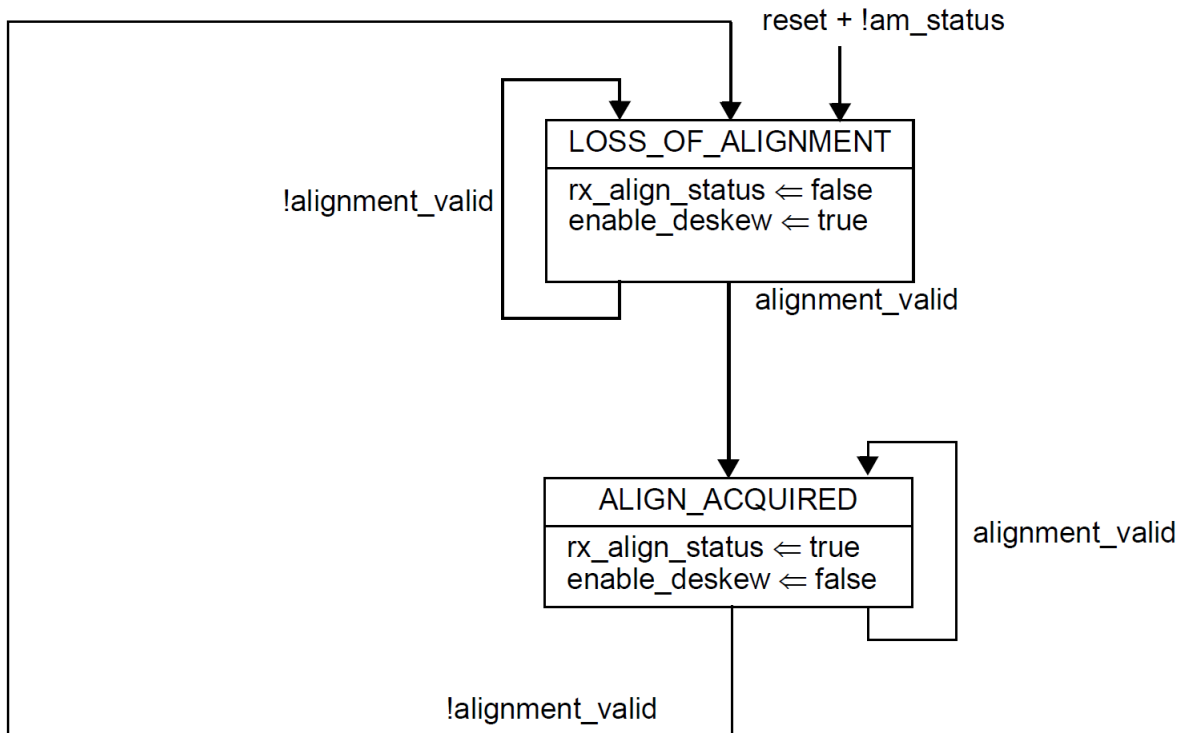 reset + !am_status
LOSS_OF_ALIGNMENT
rx_align_status ⇐ false
enable_deskew ⇐ true
!alignment_valid
alignment_valid
ALIGN_ACQUIRED
rx_align_status ⇐ true
enable_deskew ⇐ false
alignment_valid
!alignment_valid